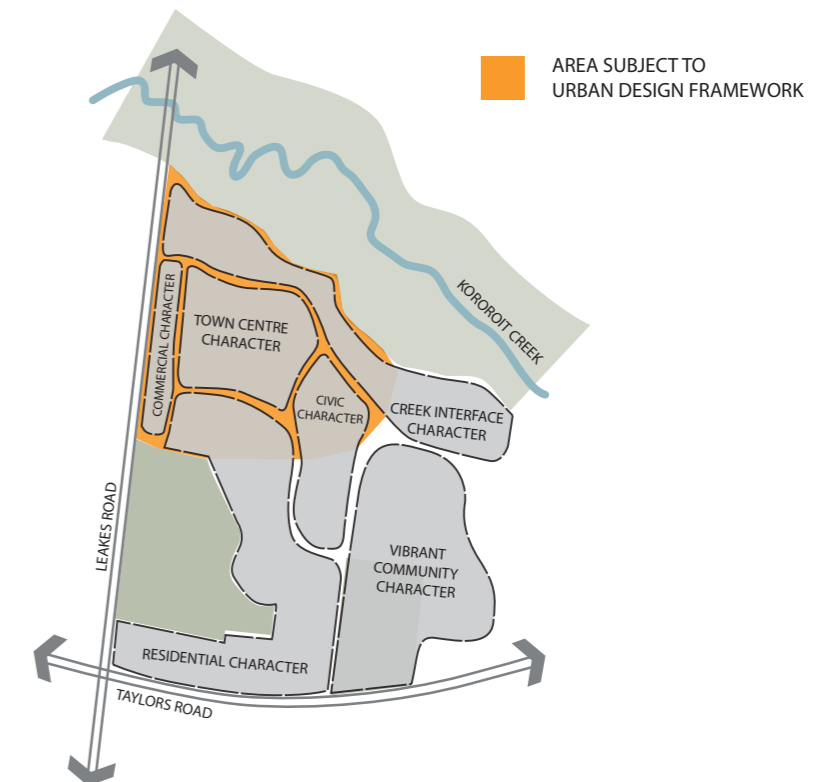 AREA SUBJECT TO
URBAN DESIGN FRAMEWORK
KOROROIT CREEK
COMMERCIAL CHARACTER
TOWN CENTRE
CHARACTER
CIVIC
CHARACTER
CREEK INTERFACE
CHARACTER
LEAKES ROAD
VIBRANT
COMMUNITY
CHARACTER
RESIDENTIAL CHARACTER
TAYLORS ROAD